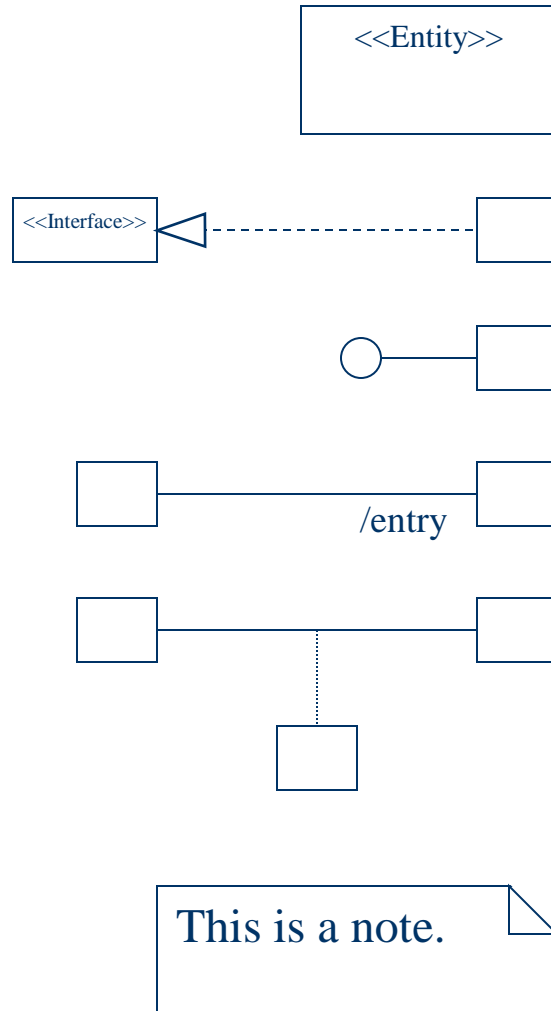 <<Entity>>
<<Interface>>
/entry
This is a note.